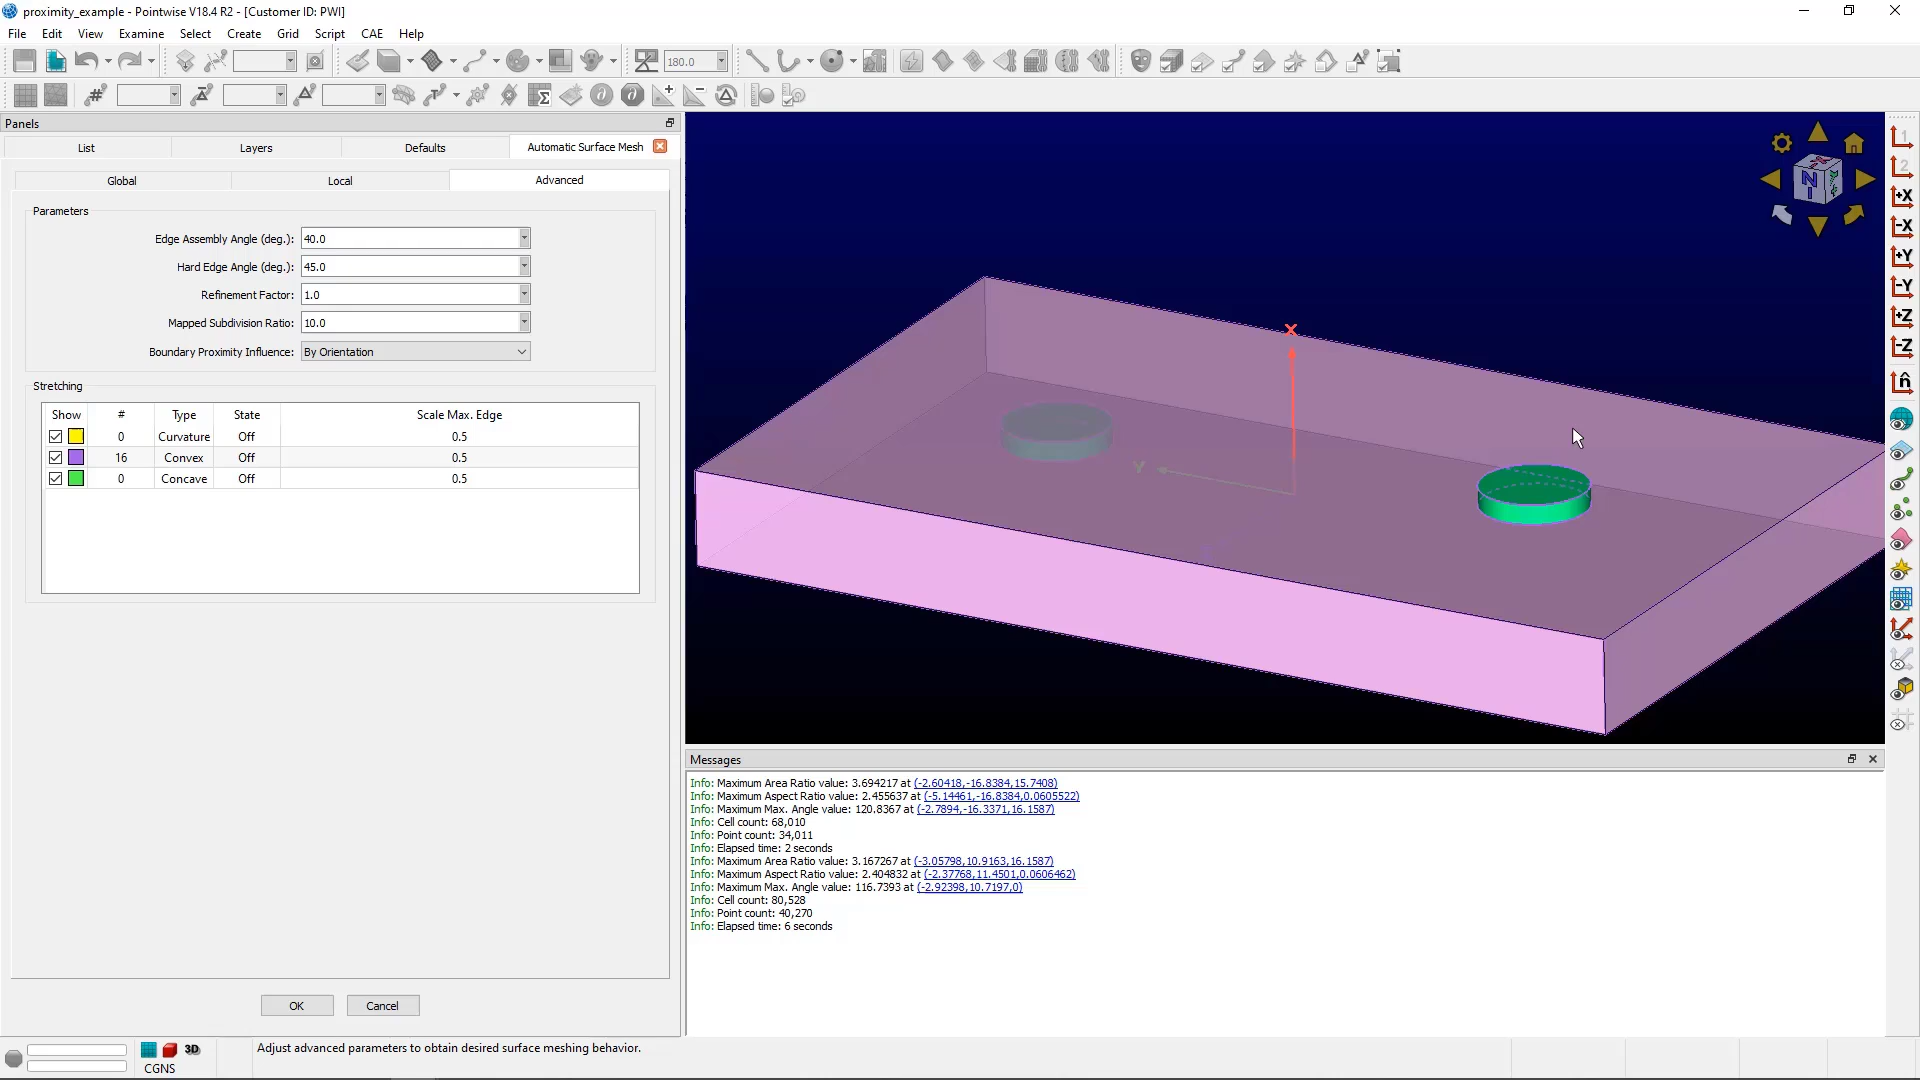 proximity_example - Pointwise V18.4 R2 - [Customer ID: PWI]
File Edit View Examine Select Create Grid Script CAE Help
180.0
Panels
List Layers Defaults Automatic Surface Mesh
Global Local Advanced
Parameters
Edge Assembly Angle (deg.): 40.0
Hard Edge Angle (deg.): 45.0
Refinement Factor: 1.0
Mapped Subdivision Ratio: 10.0
Boundary Proximity Influence: By Orientation
Stretching
Show # Type State Scale Max. Edge
0 Curvature Off 0.5
16 Convex Off 0.5
0 Concave Off 0.5
OK Cancel
X
Y
1
2
+X
-X
+Y
-Y
+Z
-Z
n̂
Messages
Info: Maximum Area Ratio value: 3.694217 at (-2.60418,-16.8384,15.7408)
Info: Maximum Aspect Ratio value: 2.455637 at (-5.14461,-16.8384,0.0605522)
Info: Maximum Max. Angle value: 120.8367 at (-2.7894,-16.3371,16.1587)
Info: Cell count: 68,010
Info: Point count: 34,011
Info: Elapsed time: 2 seconds
Info: Maximum Area Ratio value: 3.167267 at (-3.05798,10.9163,16.1587)
Info: Maximum Aspect Ratio value: 2.404832 at (-2.37768,11.4501,0.0606462)
Info: Maximum Max. Angle value: 116.7393 at (-2.92398,10.7197,0)
Info: Cell count: 80,528
Info: Point count: 40,270
Info: Elapsed time: 6 seconds
3D
CGNS
Adjust advanced parameters to obtain desired surface meshing behavior.